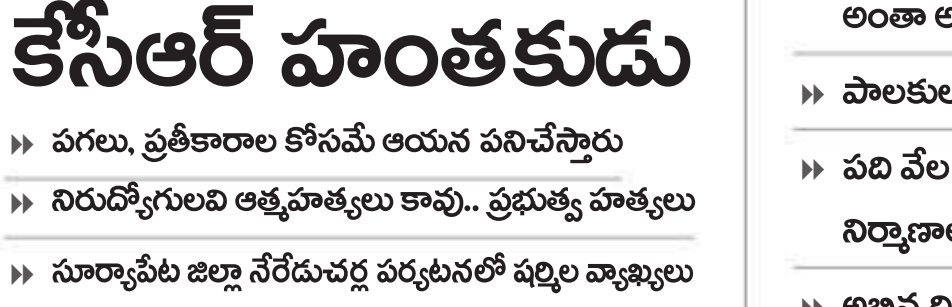 కేసీఆర్ హంతకుడు
పగలు, ప్రతీకారాల కోసమే ఆయన పనిచేస్తారు
నిరుద్యోగులవి ఆత్మహత్యలు కావు.. ప్రభుత్వ హత్యలు
సూర్యాపేట జిల్లా నేరేడుచర్ల పర్యటనలో షర్మిల వ్యాఖ్యలు
అంతా
పాలకుల
పది వేల